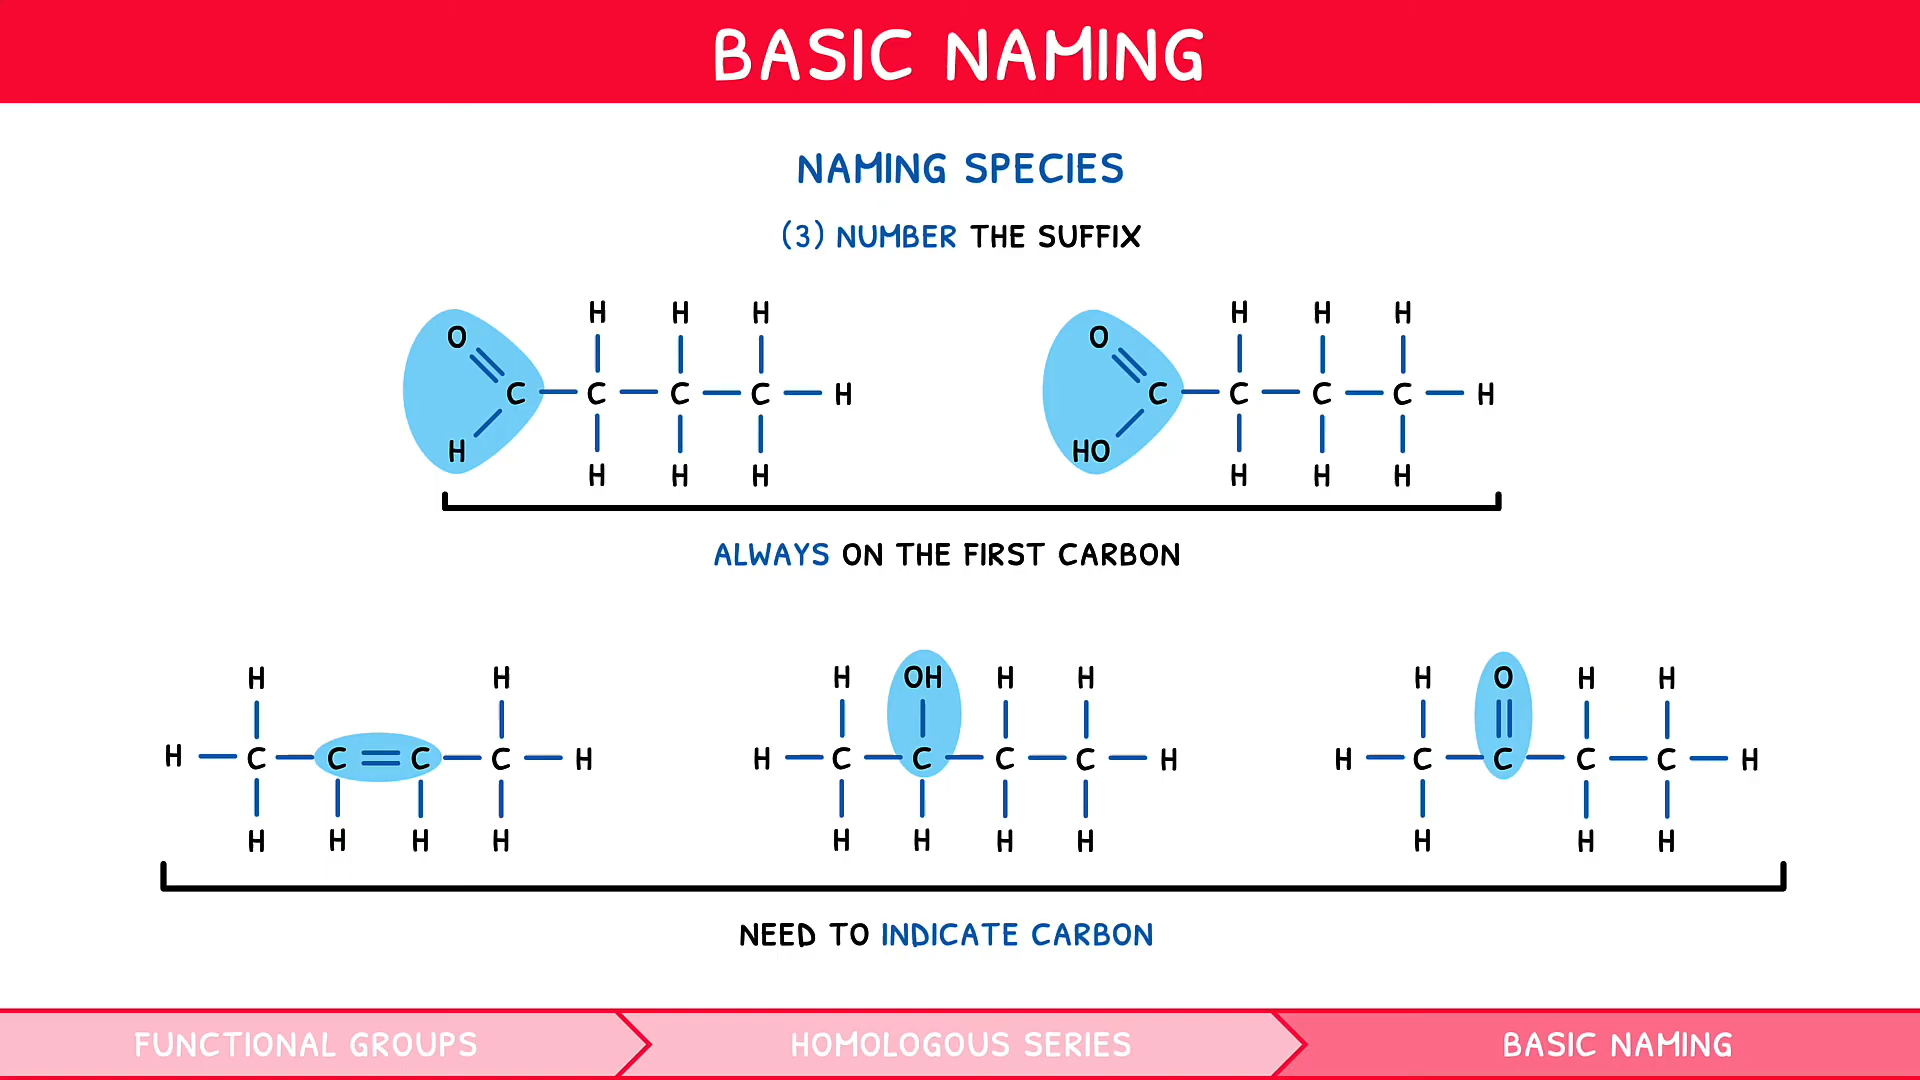 BASIC NAMING
NAMING SPECIES
(3) NUMBER THE SUFFIX
H H H H H H
O O
C C C C H C C C C H
H HO
H H H H H H
ALWAYS ON THE FIRST CARBON
H H H OH H H H O H H
H C C C C H H C C C C H H C C C C H
H H H H H H H H H H H
NEED TO INDICATE CARBON
FUNCTIONAL GROUPS HOMOLOGOUS SERIES BASIC NAMING